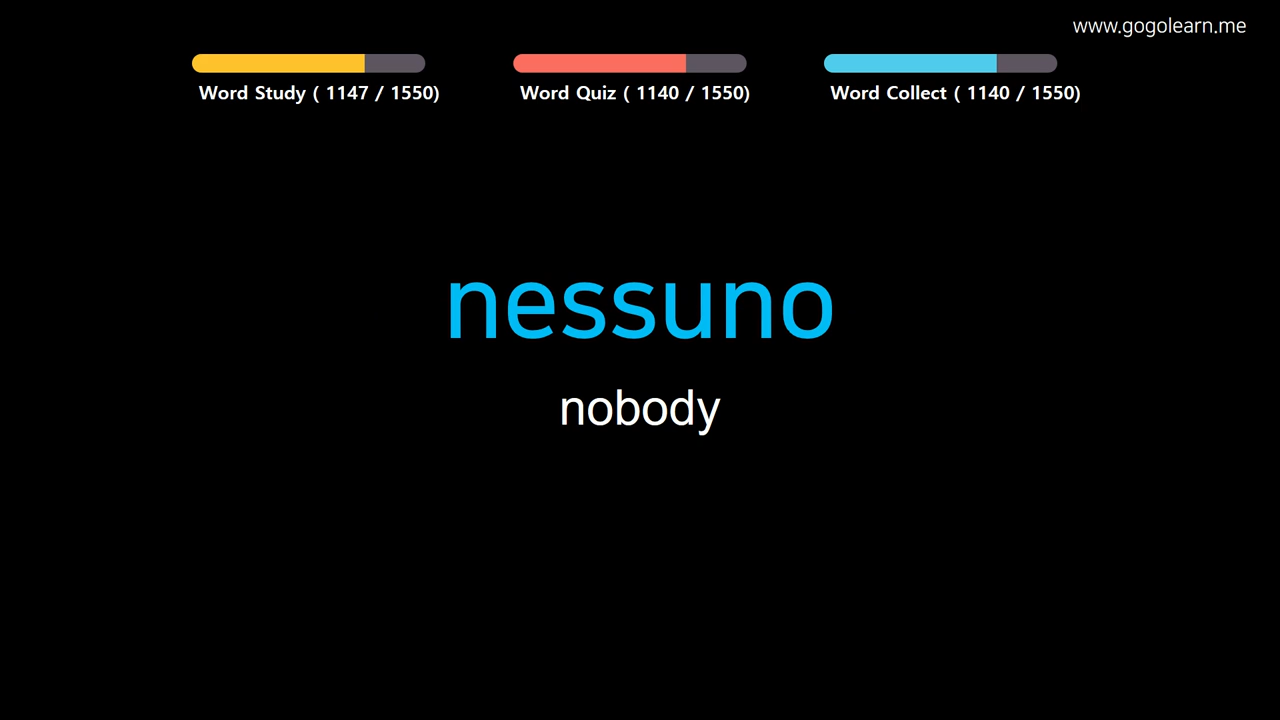 www.gogolearn.me
Word Study ( 1147 / 1550)
Word Quiz ( 1140 / 1550)
Word Collect ( 1140 / 1550)
nessuno
nobody